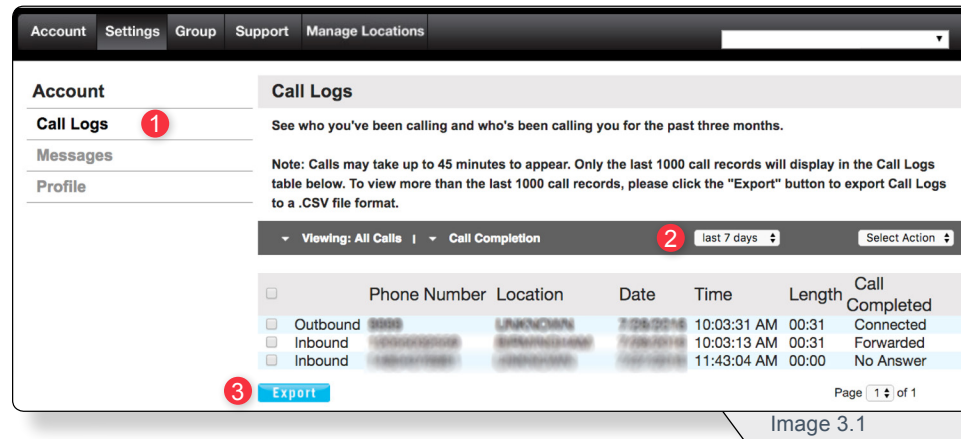 Account Settings Group Support Manage Locations
Account
Call Logs 1
Messages
Profile
Call Logs
See who you've been calling and who's been calling you for the past three months.
Note: Calls may take up to 45 minutes to appear. Only the last 1000 call records will display in the Call Logs
table below. To view more than the last 1000 call records, please click the "Export" button to export Call Logs
to a .CSV file format.
Viewing: All Calls | Call Completion 2 last 7 days Select Action
Phone Number Location Date Time Length Call Completed
Outbound 10:03:31 AM 00:31 Connected
Inbound 10:03:13 AM 00:31 Forwarded
Inbound 11:43:04 AM 00:00 No Answer
3 Export Page 1 of 1
Image 3.1